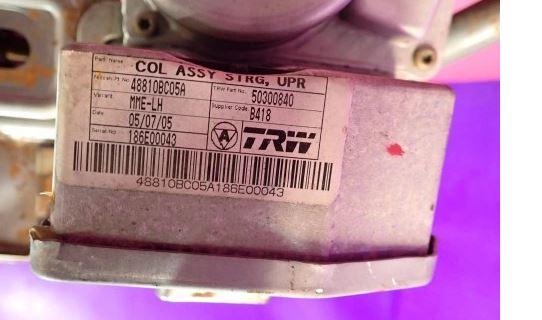 Part Name COL ASSY STRG, UPR
Nissan Pt No. 48810BC05A TRW Part No. 50300840
Variant MME-LH Supplier Code B418
Date 05/07/05
Serial No. 186E00043 A TRW
48810BC05A186E00043